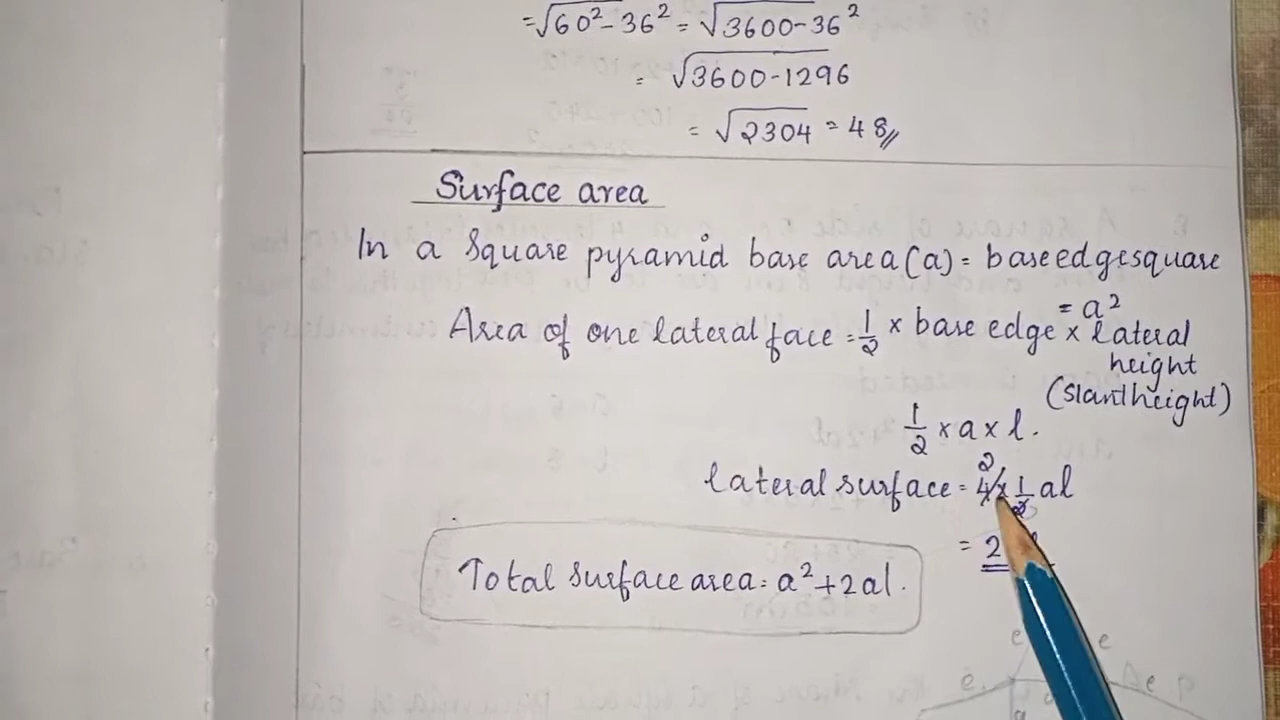 =√60²-36² = √3600-36²
= √3600-1296
= √2304 = 48//
Surface area
In a square pyramid base area(a) = base edge square
= a²
Area of one lateral face = 1/2 × base edge × lateral
height
(slant height)
1/2 × a × l.
2
lateral surface = 4 × 1/2 al
= 2
Total surface area = a²+2al.
e e
e. e